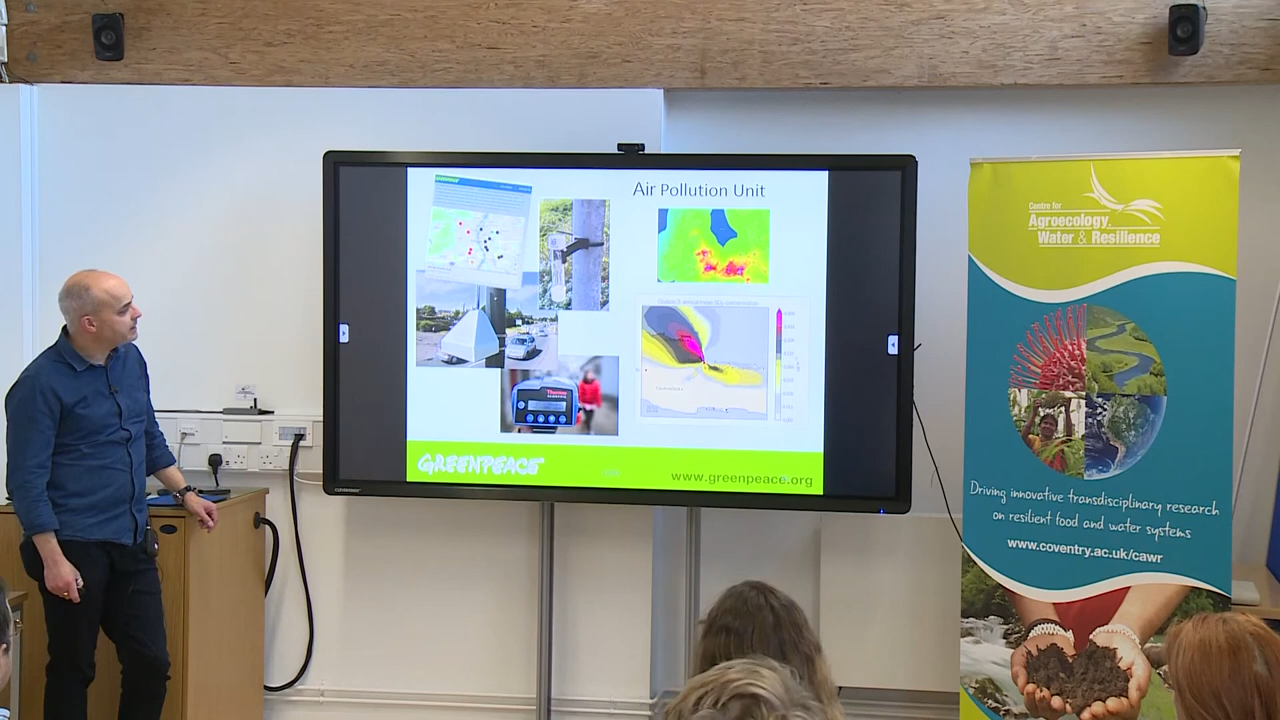 Air Pollution Unit
GREENPEACE
www.greenpeace.org
Centre for
Agroecology,
Water & Resilience
Driving innovative transdisciplinary research
on resilient food and water systems
www.coventry.ac.uk/cawr